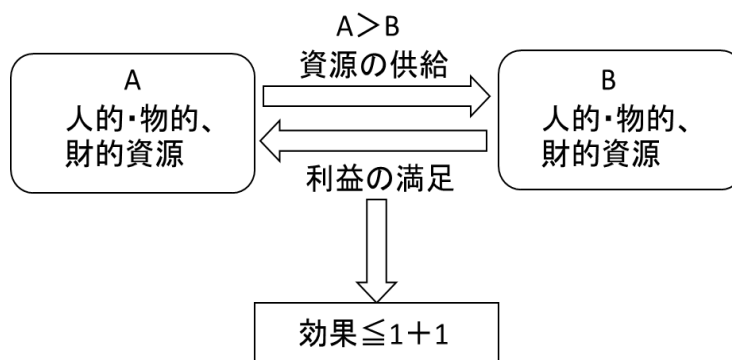 A＞B
資源の供給
A
人的・物的、
財的資源
B
人的・物的、
財的資源
利益の満足
効果≦1＋1